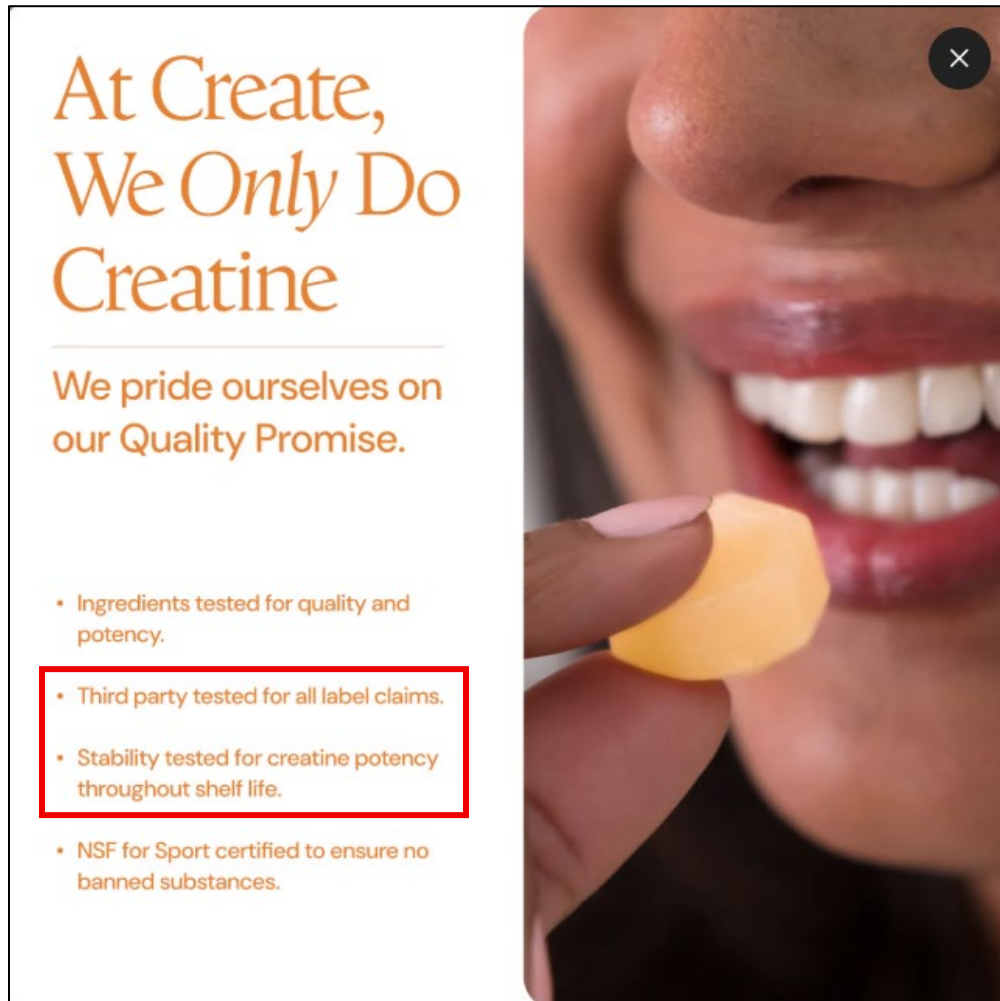 At Create,
We Only Do
Creatine
We pride ourselves on
our Quality Promise.
• Ingredients tested for quality and
potency.
• Third party tested for all label claims.
• Stability tested for creatine potency
throughout shelf life.
• NSF for Sport certified to ensure no
banned substances.